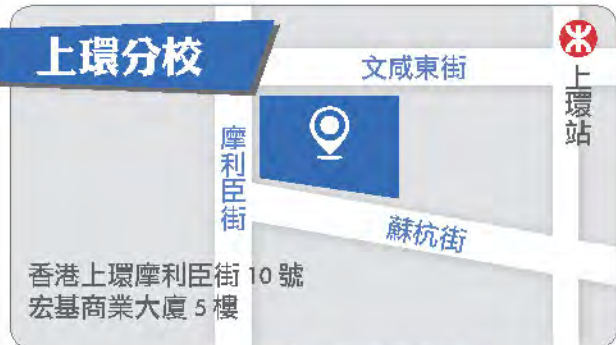 上環分校
文咸東街
上環站
摩利臣街
蘇杭街
香港上環摩利臣街 10 號
宏基商業大廈 5 樓